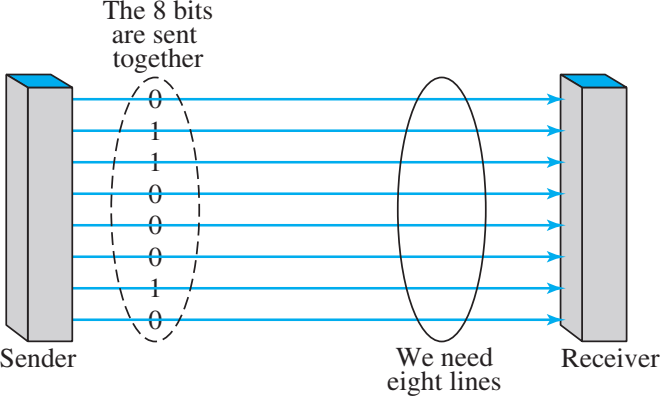 The 8 bits
are sent
together
0
1
1
0
0
0
1
0
Sender
We need
eight lines
Receiver